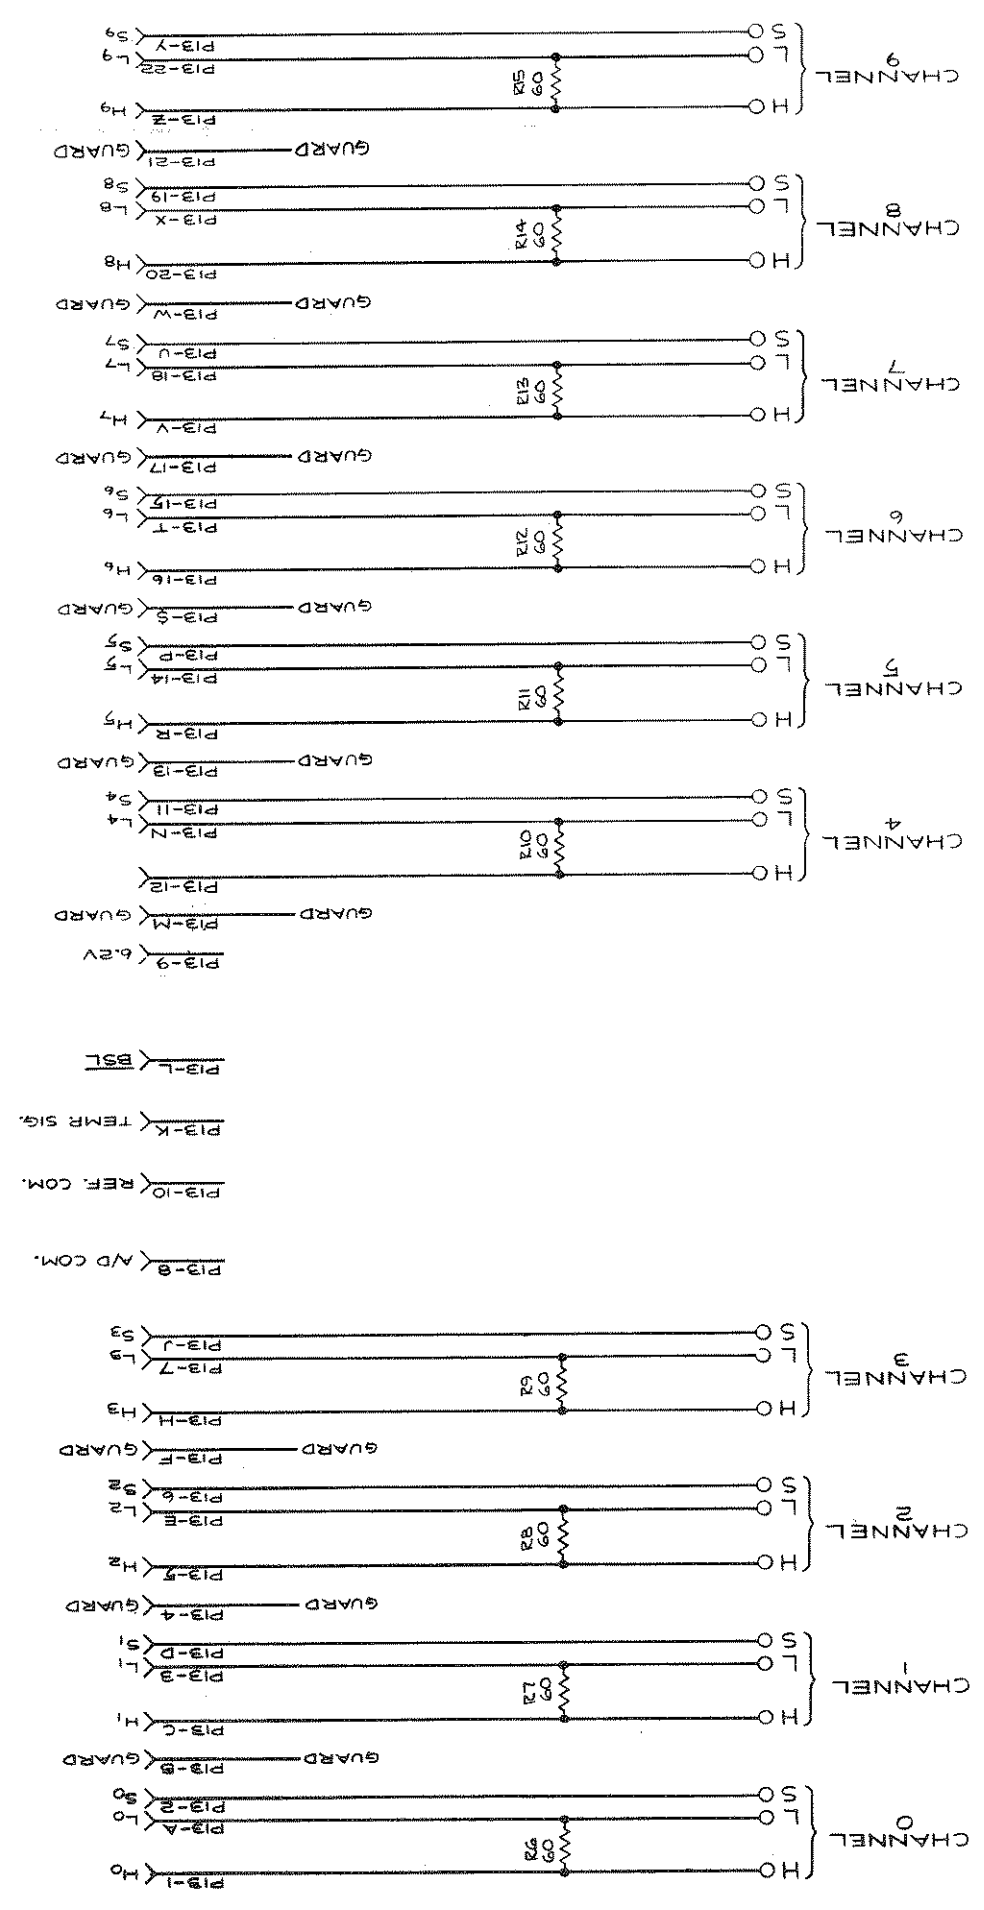 H P13-1 H0
CHANNEL
0
R6
60
L P13-A L0
S P13-2 S0
GUARD P13-B GUARD
H P13-C H1
CHANNEL
1
R7
60
L P13-3 L1
S P13-D S1
GUARD P13-4 GUARD
H P13-5 H2
CHANNEL
2
R8
60
L P13-E L2
S P13-6 S2
GUARD P13-F GUARD
H P13-H H3
CHANNEL
3
R9
60
L P13-7 L3
S P13-J S3
P13-8 A/D COM.
P13-10 REF. COM.
P13-K TEMP. SIG.
P13-L BSL
P13-9 6.2V
GUARD P13-M GUARD
H P13-12
CHANNEL
4
R10
60
L P13-N L4
S P13-11 S4
GUARD P13-13 GUARD
H P13-R H5
CHANNEL
5
R11
60
L P13-14 L5
S P13-P S5
GUARD P13-S GUARD
H P13-16 H6
CHANNEL
6
R12
60
L P13-T L6
S P13-15 S6
GUARD P13-17 GUARD
H P13-V H7
CHANNEL
7
R13
60
L P13-18 L7
S P13-U S7
GUARD P13-W GUARD
H P13-20 H8
CHANNEL
8
R14
60
L P13-X L8
S P13-19 S8
GUARD P13-21 GUARD
H P13-Z H9
CHANNEL
9
R15
60
L P13-22 L9
S P13-Y S9